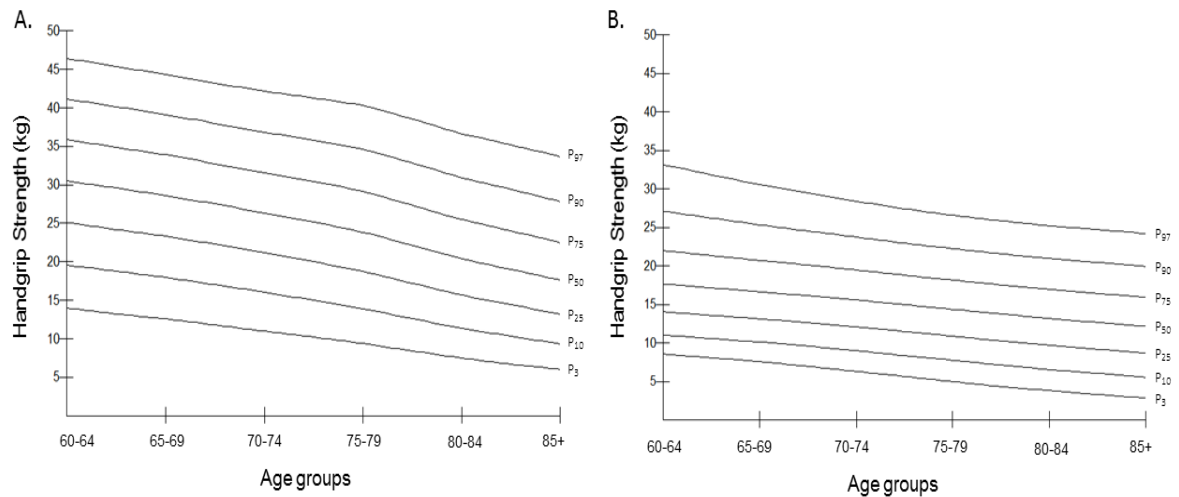 A.
Handgrip Strength (kg)
50
45
40
35
30
25
20
15
10
5
P97
P90
P75
P50
P25
P10
P3
60-64 65-69 70-74 75-79 80-84 85+
Age groups
B.
Handgrip Strength (kg)
50
45
40
35
30
25
20
15
10
5
P97
P90
P75
P50
P25
P10
P3
60-64 65-69 70-74 75-79 80-84 85+
Age groups